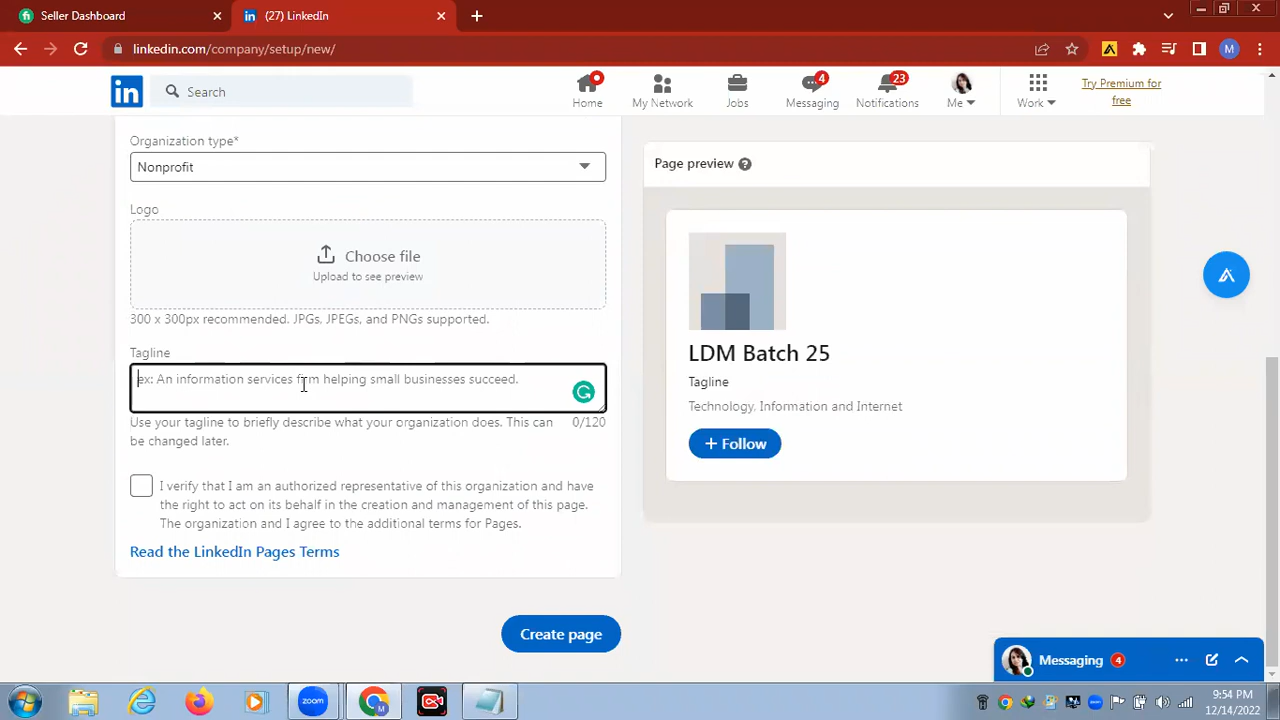 Seller Dashboard
(27) LinkedIn
linkedin.com/company/setup/new/
M
in
Search
Home
My Network
Jobs
4
Messaging
23
Notifications
Me
Work
Try Premium for
free
Organization type*
Nonprofit
Logo
Choose file
Upload to see preview
300 x 300px recommended. JPGs, JPEGs, and PNGs supported.
Tagline
ex: An information services firm helping small businesses succeed.
Use your tagline to briefly describe what your organization does. This can
be changed later.
0/120
I verify that I am an authorized representative of this organization and have
the right to act on its behalf in the creation and management of this page.
The organization and I agree to the additional terms for Pages.
Read the LinkedIn Pages Terms
Create page
Page preview
LDM Batch 25
Tagline
Technology, Information and Internet
+ Follow
Messaging 4
zoom
9:54 PM
12/14/2022